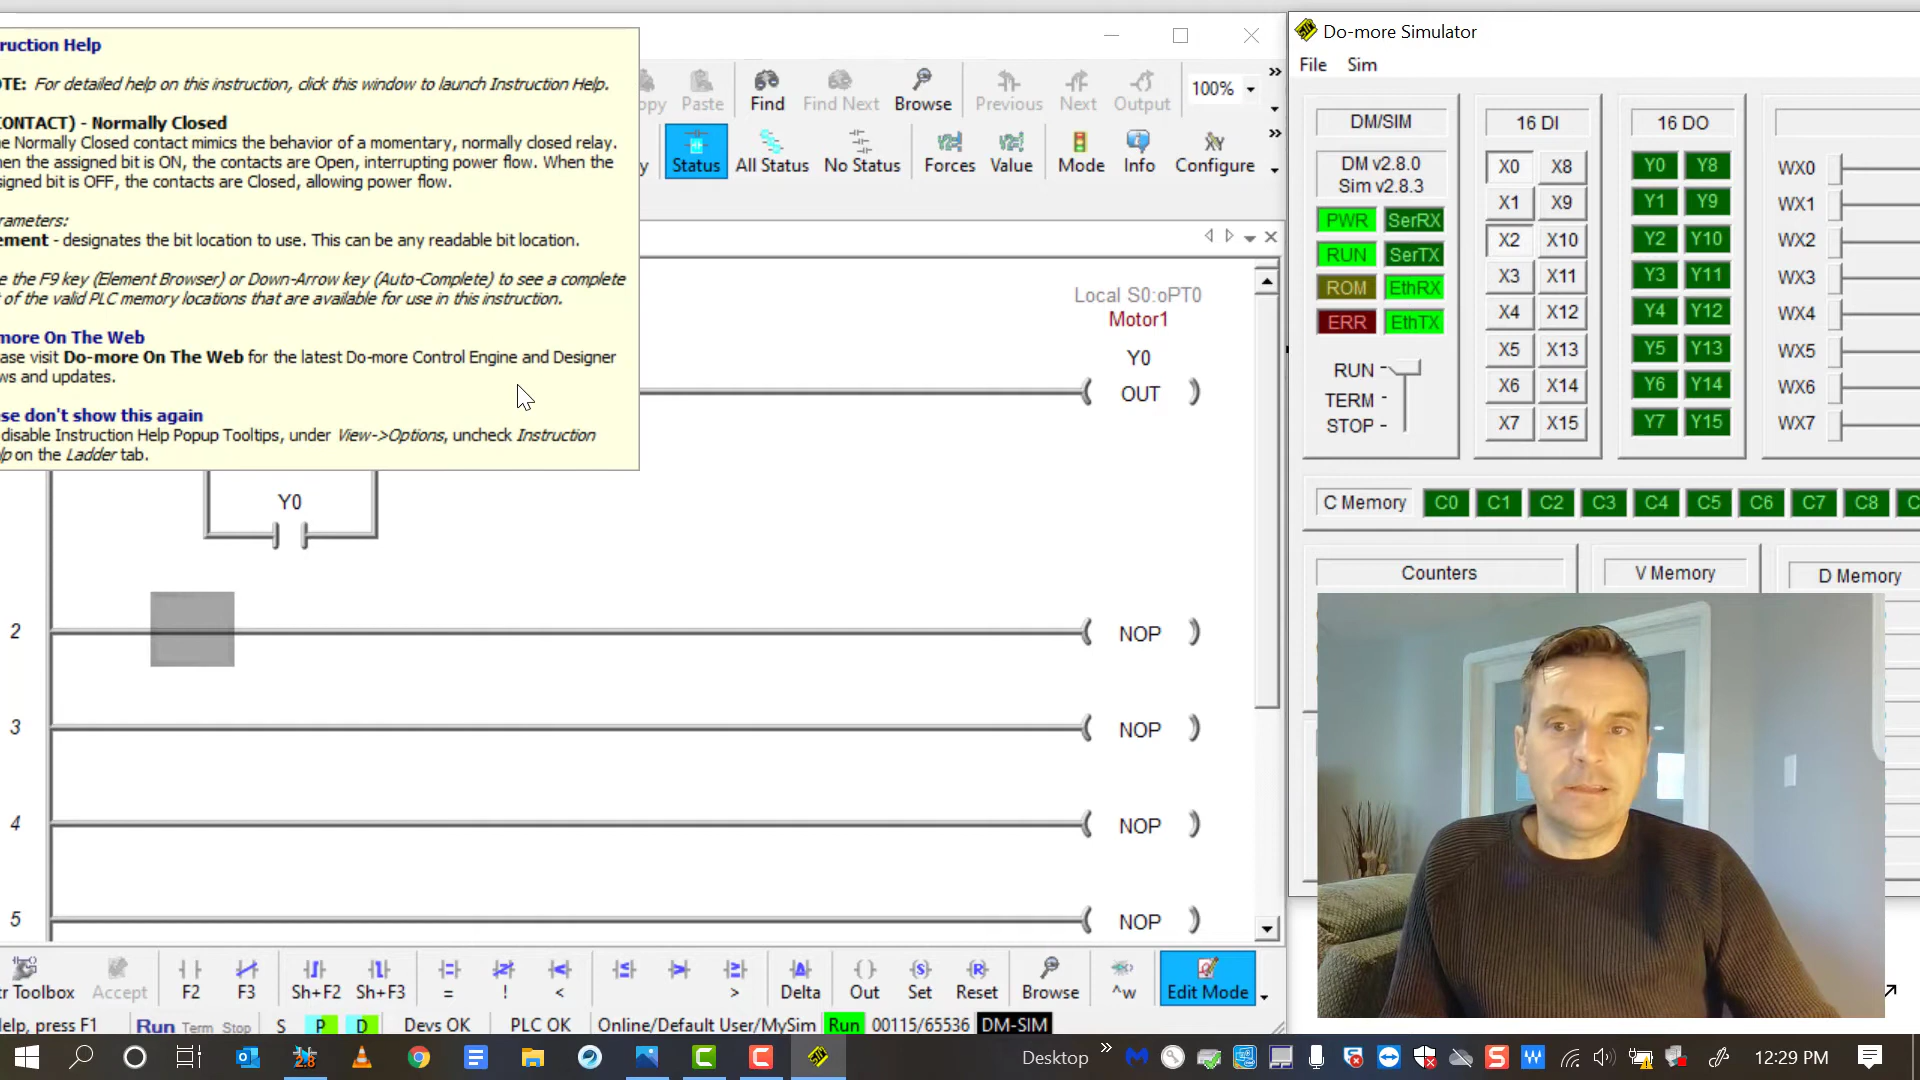 ruction Help
OTE: For detailed help on this instruction, click this window to launch Instruction Help.
CONTACT) - Normally Closed
he Normally Closed contact mimics the behavior of a momentary, normally closed relay.
hen the assigned bit is ON, the contacts are Open, interrupting power flow. When the
signed bit is OFF, the contacts are Closed, allowing power flow.
rameters:
ement - designates the bit location to use. This can be any readable bit location.
e the F9 key (Element Browser) or Down-Arrow key (Auto-Complete) to see a complete
t of the valid PLC memory locations that are available for use in this instruction.
more On The Web
ase visit Do-more On The Web for the latest Do-more Control Engine and Designer
ws and updates.
ese don't show this again
disable Instruction Help Popup Tooltips, under View->Options, uncheck Instruction
lp on the Ladder tab.
opy Paste Find Find Next Browse Previous Next Output 100%
y Status All Status No Status Forces Value Mode Info Configure
Local S0:oPT0
Motor1
Y0
OUT
Y0
2 NOP
3 NOP
4 NOP
5 NOP
tr Toolbox Accept F2 F3 Sh+F2 Sh+F3 = ! < > Delta Out Set Reset Browse ^w Edit Mode
elp, press F1 Run Term Stop S P D Devs OK PLC OK Online/Default User/MySim Run 00115/65536 DM-SIM
Do-more Simulator
File Sim
DM/SIM
DM v2.8.0
Sim v2.8.3
PWR SerRX
RUN SerTX
ROM EthRX
ERR EthTX
RUN
TERM
STOP
16 DI
X0 X8
X1 X9
X2 X10
X3 X11
X4 X12
X5 X13
X6 X14
X7 X15
16 DO
Y0 Y8
Y1 Y9
Y2 Y10
Y3 Y11
Y4 Y12
Y5 Y13
Y6 Y14
Y7 Y15
WX0
WX1
WX2
WX3
WX4
WX5
WX6
WX7
C Memory C0 C1 C2 C3 C4 C5 C6 C7 C8 C
Counters V Memory D Memory
2.8 Desktop 12:29 PM